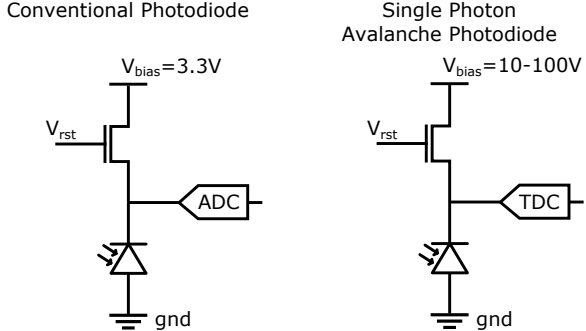 Conventional Photodiode
V_bias=3.3V
V_rst
ADC
gnd
Single Photon
Avalanche Photodiode
V_bias=10-100V
V_rst
TDC
gnd